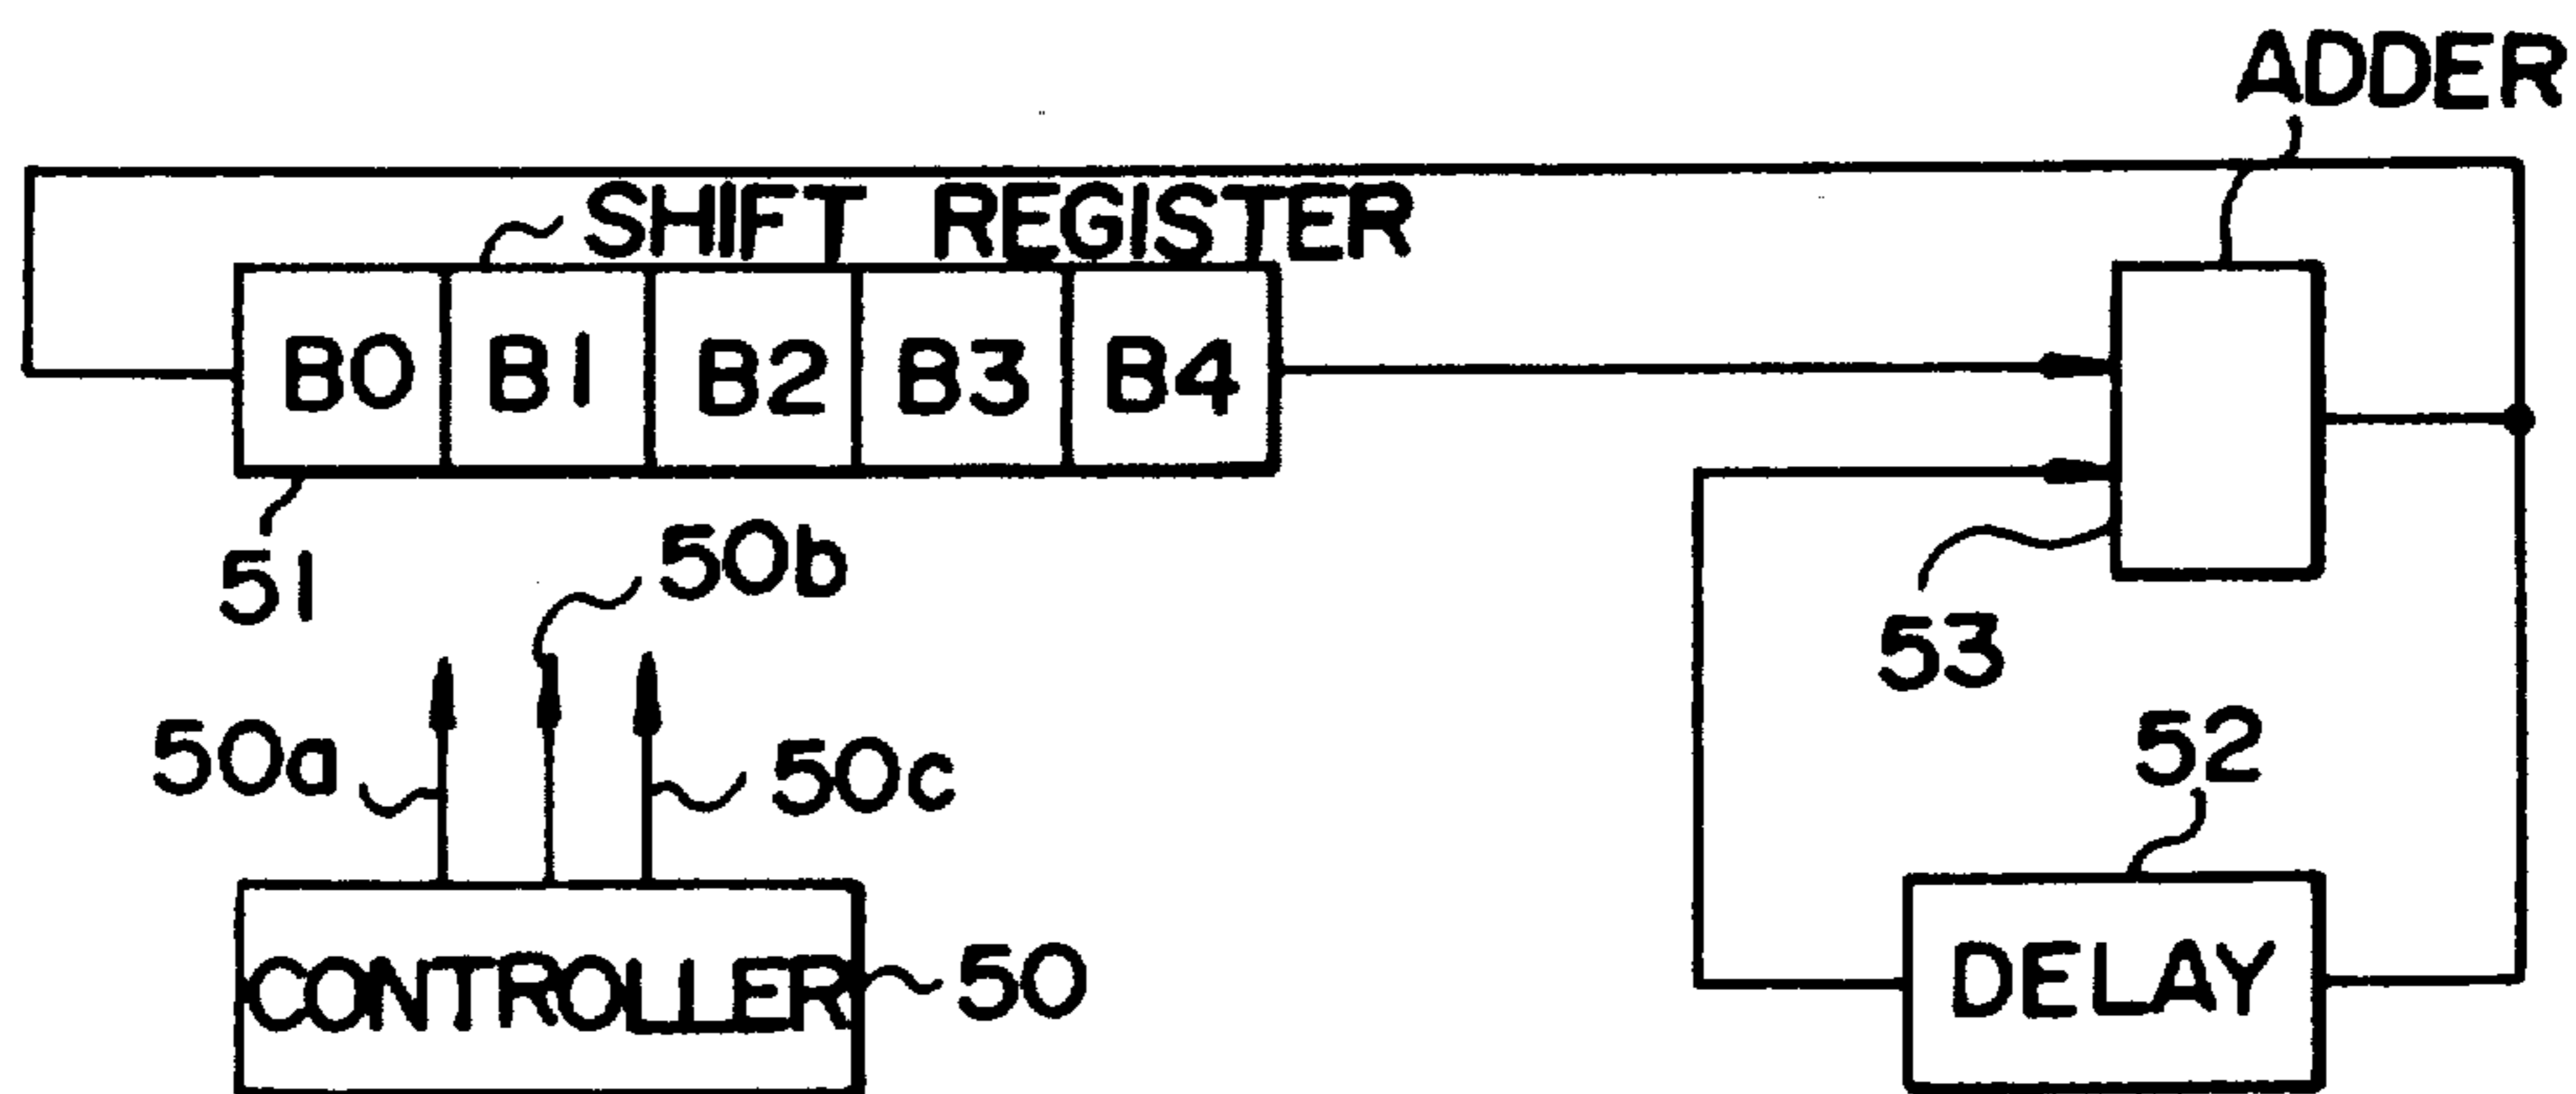 ADDER
SHIFT REGISTER
B0 B1 B2 B3 B4
51
50b
53
50a
50c
52
CONTROLLER
50
DELAY